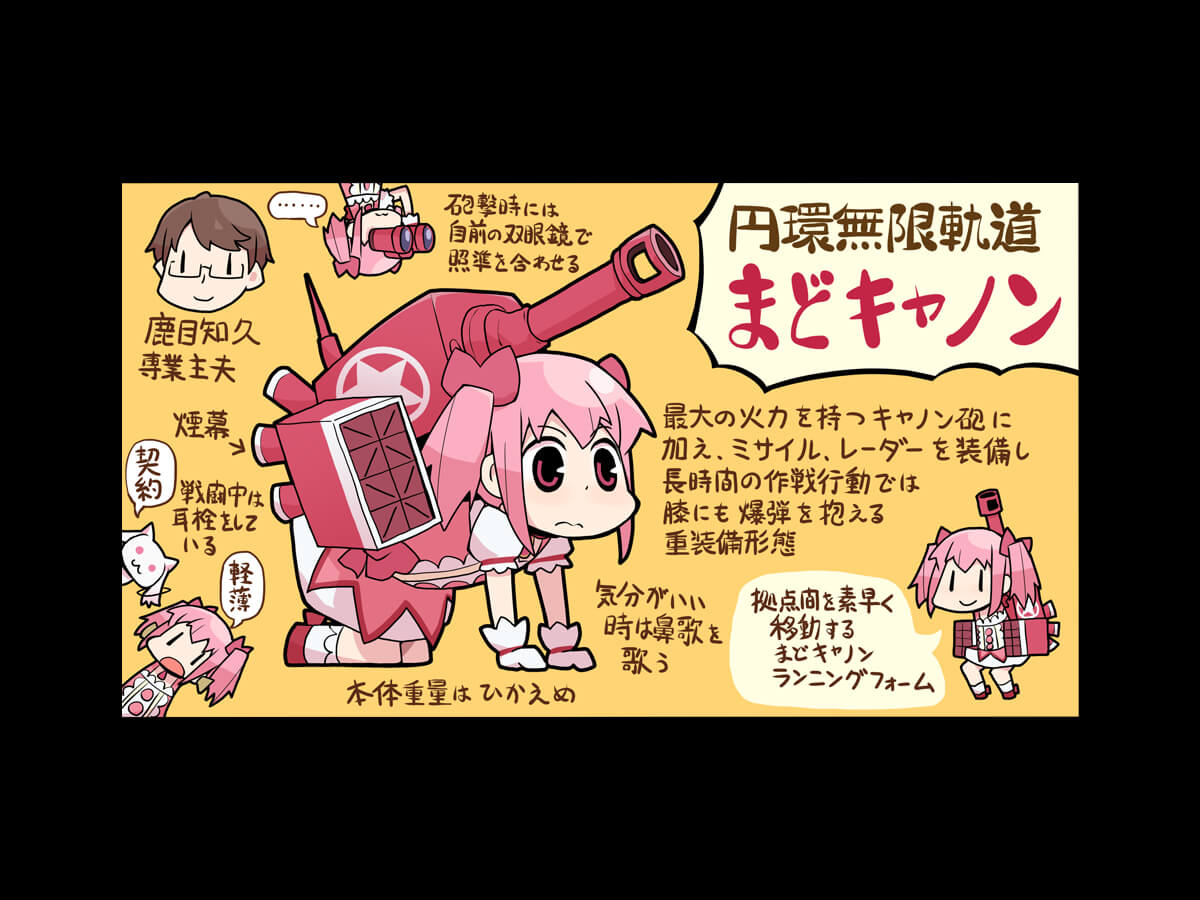 円環無限軌道
まどキャノン
……
砲撃時には
自前の双眼鏡で
照準を合わせる
鹿目知久
専業主夫
煙幕
契約
戦闘中は
耳栓をして
いる
軽薄
最大の火力を持つキャノン砲に
加え、ミサイル、レーダーを装備し
長時間の作戦行動では
膝にも爆弾を抱える
重装備形態
気分がいい
時は鼻歌を
歌う
本体重量はひかえめ
拠点間を素早く
移動する
まどキャノン
ランニングフォーム